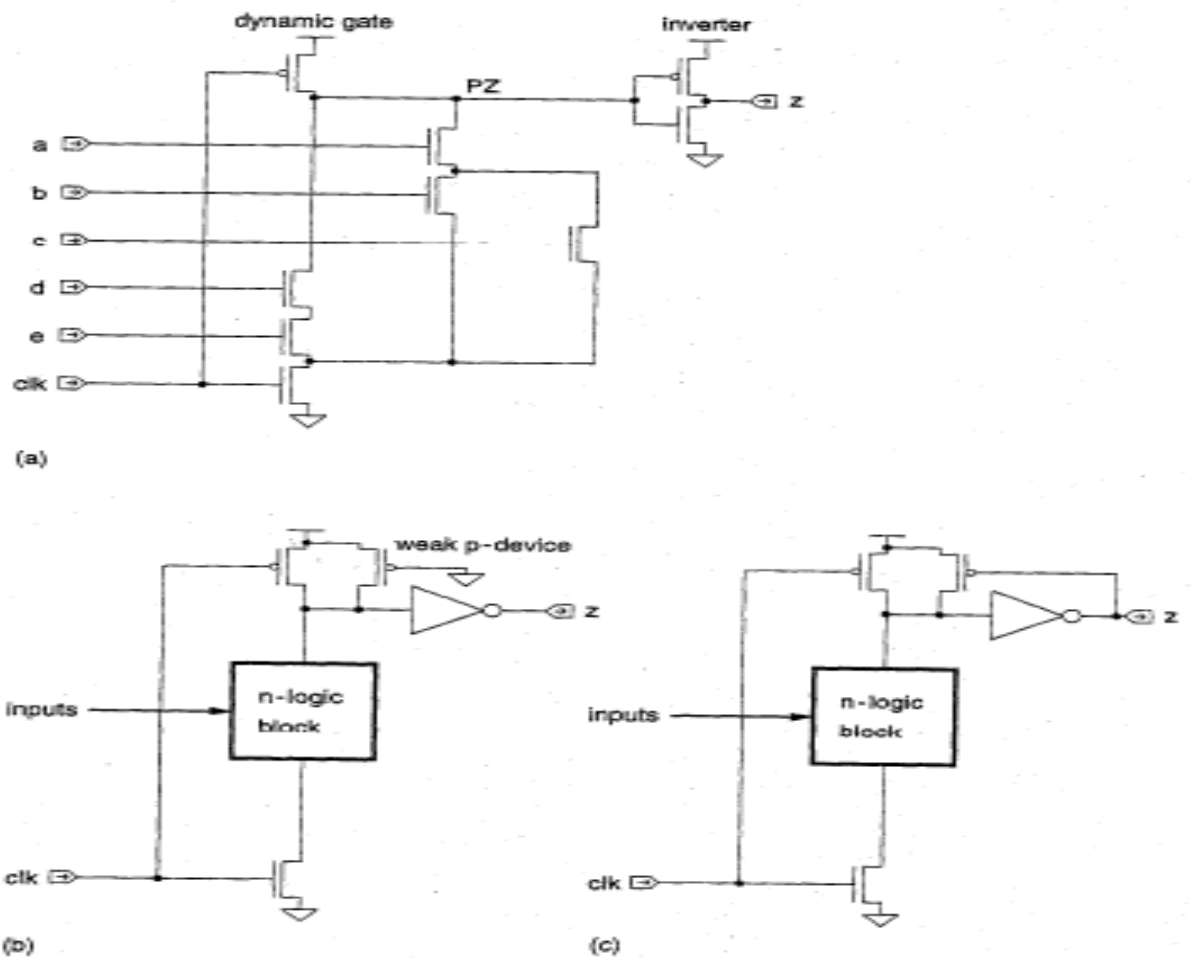 dynamic gate
inverter
PZ
z
a
b
c
d
e
clk
(a)
weak p-device
z
n-logic
block
inputs
clk
(b)
z
n-logic
block
inputs
clk
(c)